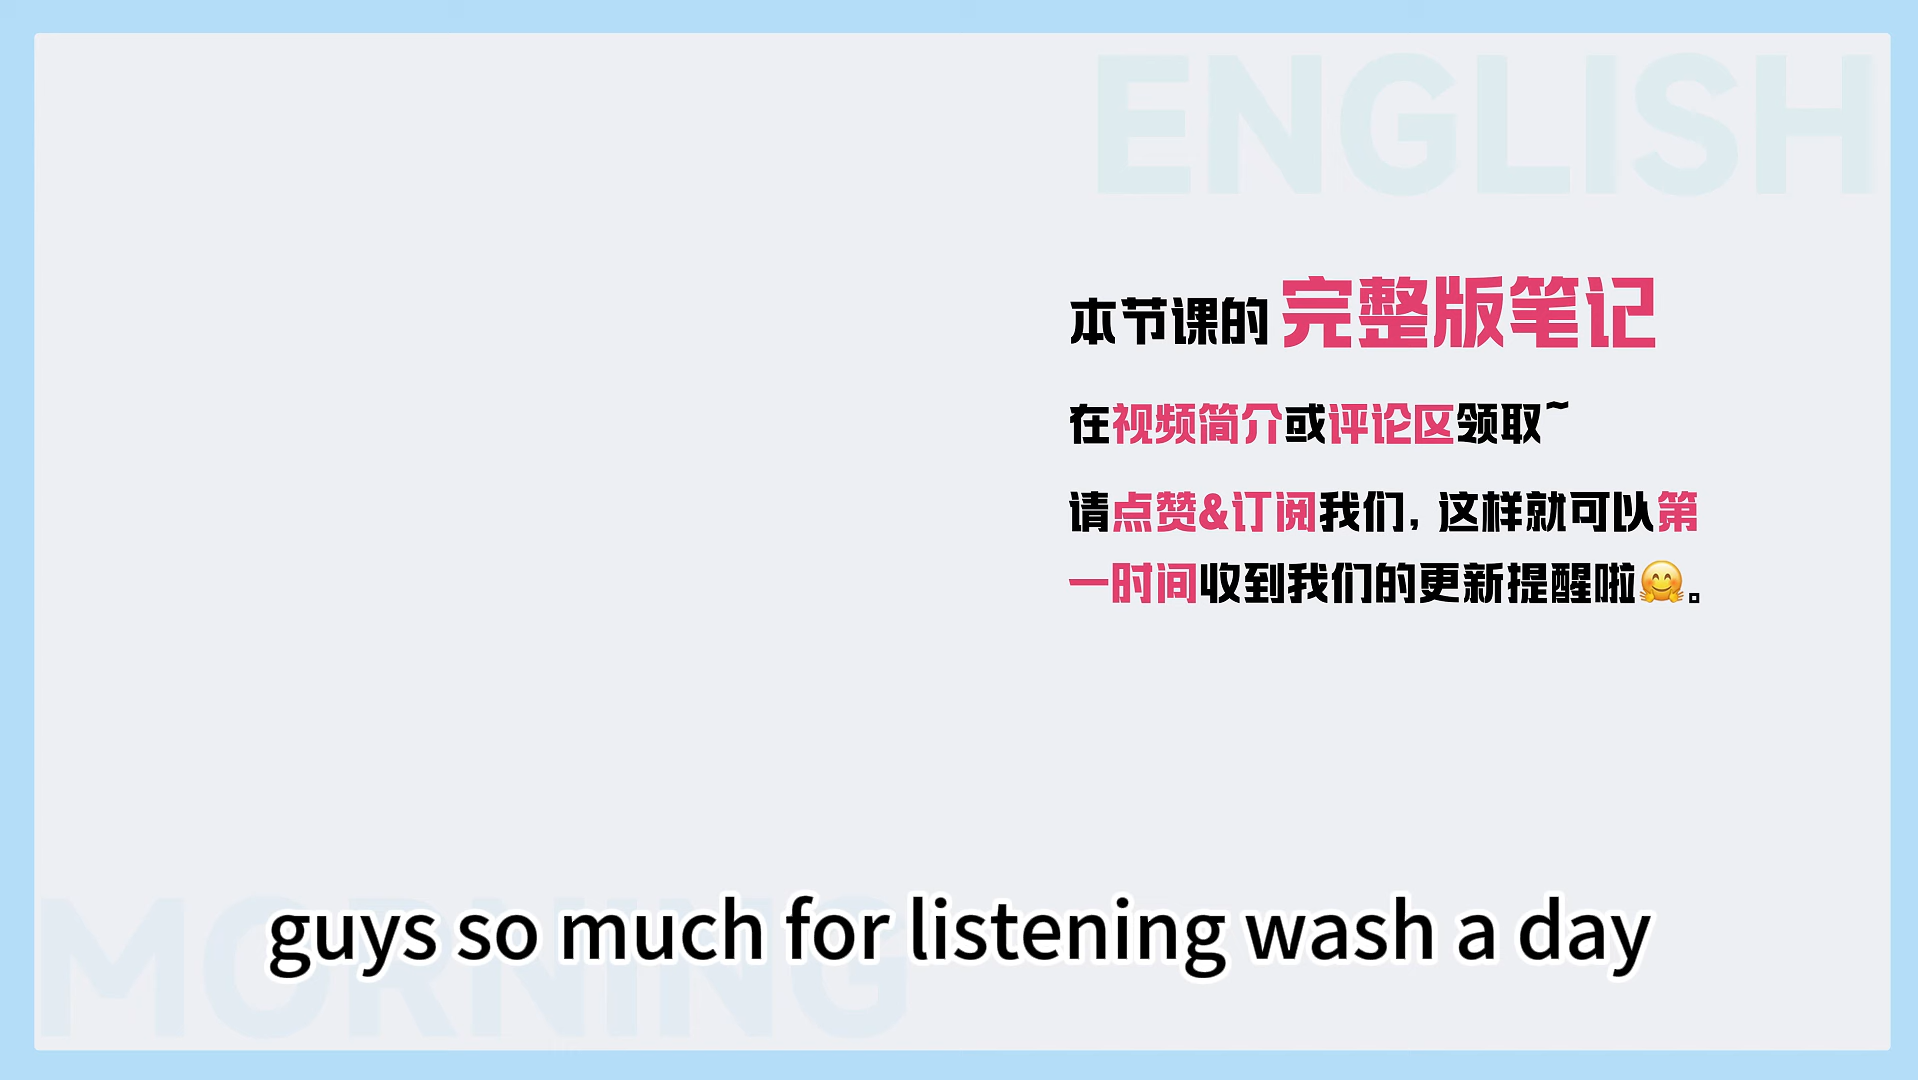 ENGLISH
本节课的 完整版笔记
在视频简介或评论区领取~
请点赞&订阅我们，这样就可以第
一时间收到我们的更新提醒啦🤗。
MORNING
guys so much for listening wash a day